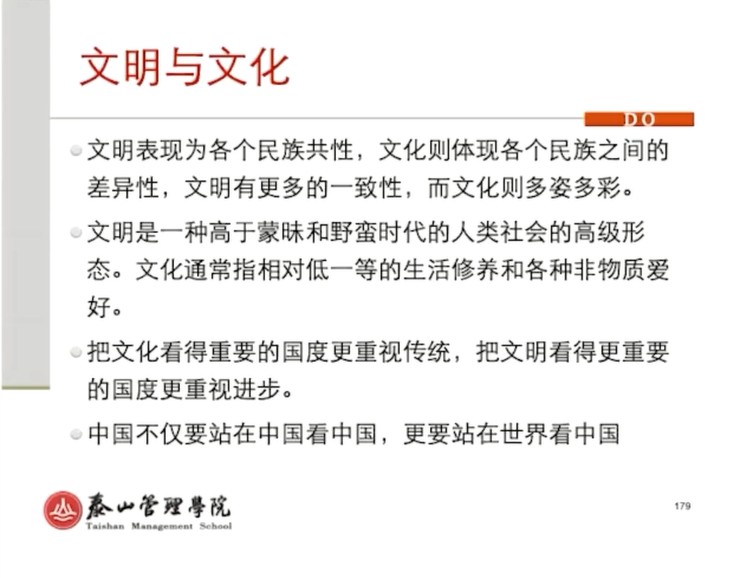 文明与文化
DO
文明表现为各个民族共性，文化则体现各个民族之间的
差异性，文明有更多的一致性，而文化则多姿多彩。
文明是一种高于蒙昧和野蛮时代的人类社会的高级形
态。文化通常指相对低一等的生活修养和各种非物质爱
好。
把文化看得重要的国度更重视传统，把文明看得更重要
的国度更重视进步。
中国不仅要站在中国看中国，更要站在世界看中国
泰山管理學院
Taishan Management School
179